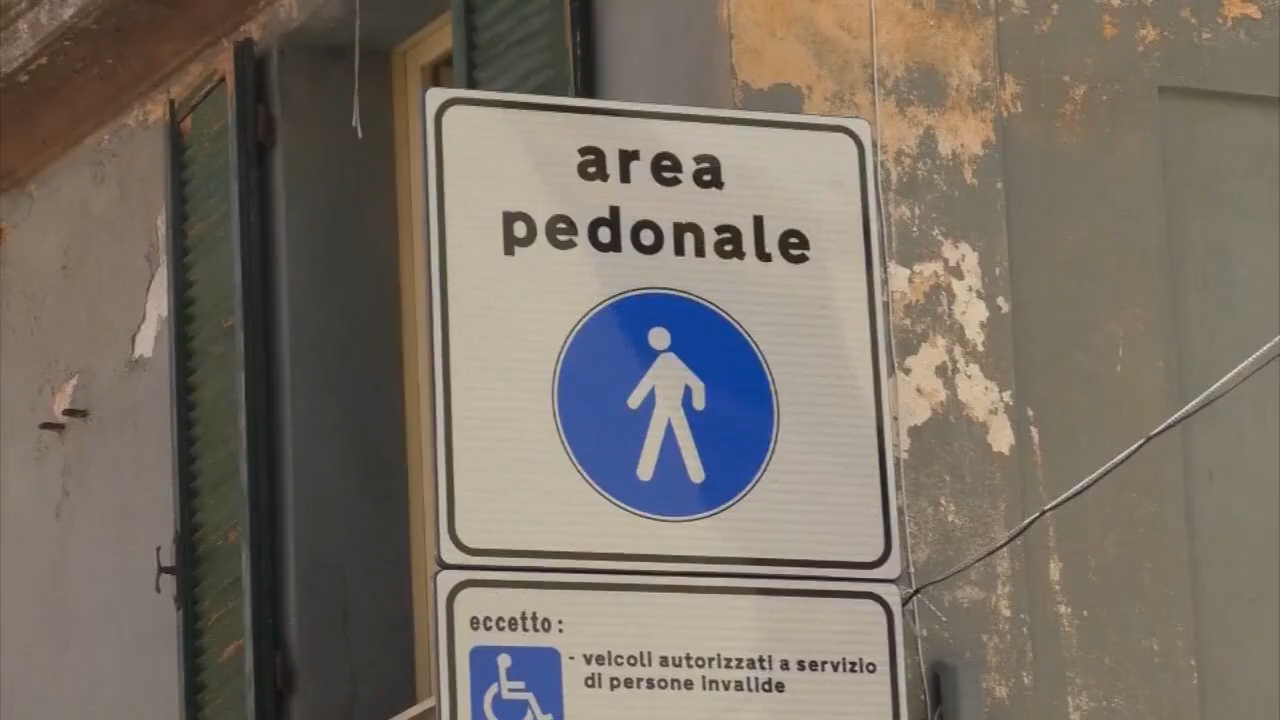 area
pedonale
eccetto:
- veicoli autorizzati a servizio
di persone invalide